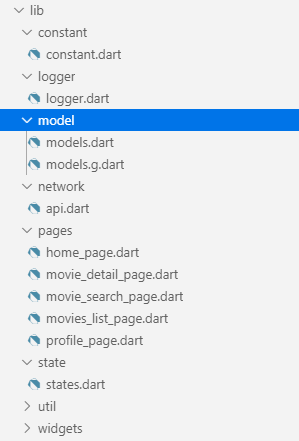 lib
constant
constant.dart
logger
logger.dart
model
models.dart
models.g.dart
network
api.dart
pages
home_page.dart
movie_detail_page.dart
movie_search_page.dart
movies_list_page.dart
profile_page.dart
state
states.dart
util
widgets